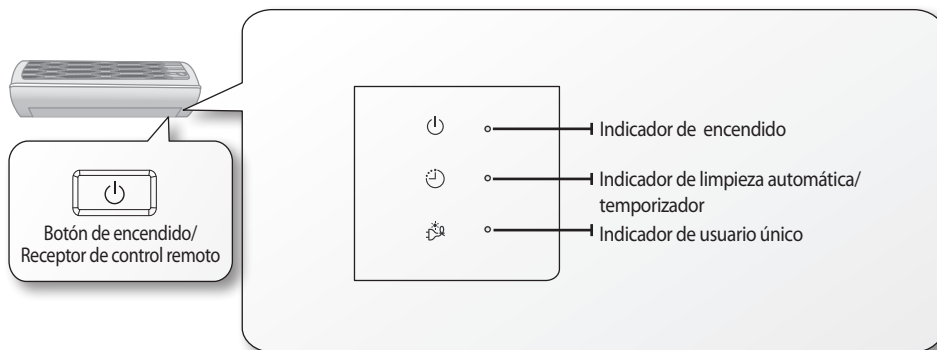 Indicador de encendido
Indicador de limpieza automática/
temporizador
Indicador de usuario único
Botón de encendido/
Receptor de control remoto